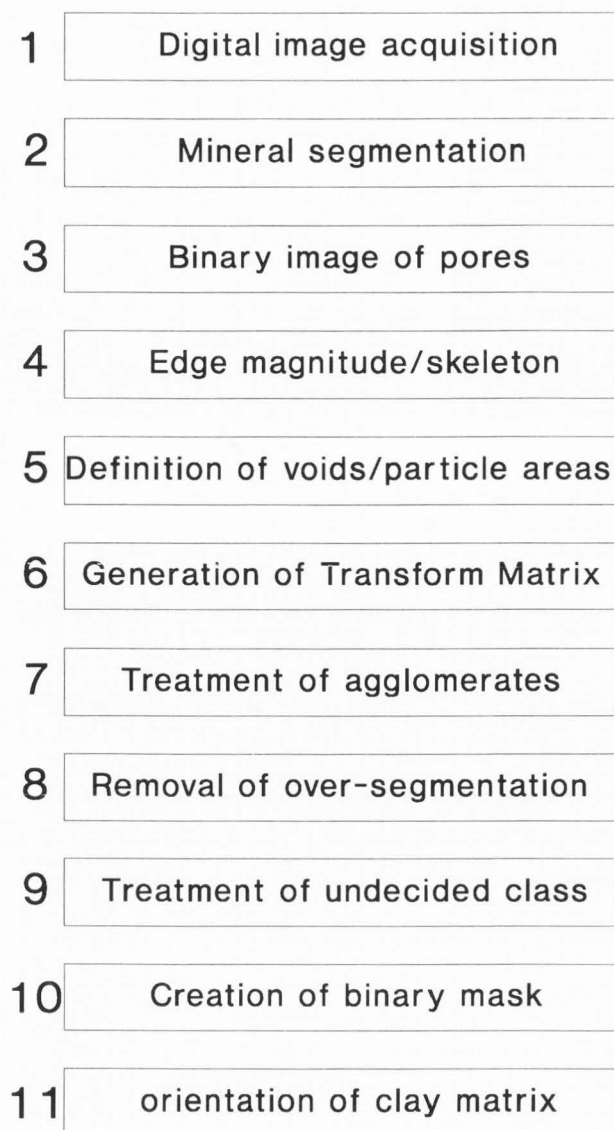 1 Digital image acquisition
2 Mineral segmentation
3 Binary image of pores
4 Edge magnitude/skeleton
5 Definition of voids/particle areas
6 Generation of Transform Matrix
7 Treatment of agglomerates
8 Removal of over-segmentation
9 Treatment of undecided class
10 Creation of binary mask
11 orientation of clay matrix